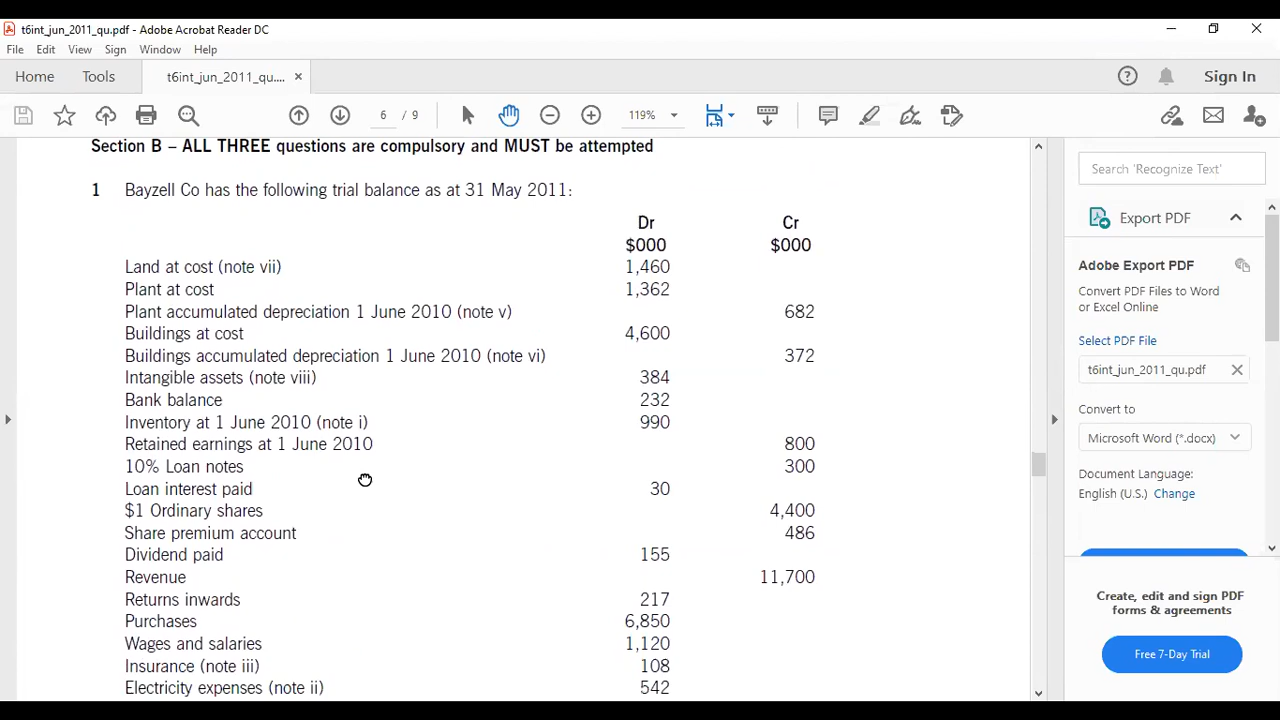 t6int_jun_2011_qu.pdf - Adobe Acrobat Reader DC
File Edit View Sign Window Help
Home Tools t6int_jun_2011_qu.... × Sign In
6 / 9 119%
Section B – ALL THREE questions are compulsory and MUST be attempted
1 Bayzell Co has the following trial balance as at 31 May 2011:
Dr Cr
$000 $000
Land at cost (note vii) 1,460
Plant at cost 1,362
Plant accumulated depreciation 1 June 2010 (note v) 682
Buildings at cost 4,600
Buildings accumulated depreciation 1 June 2010 (note vi) 372
Intangible assets (note viii) 384
Bank balance 232
Inventory at 1 June 2010 (note i) 990
Retained earnings at 1 June 2010 800
10% Loan notes 300
Loan interest paid 30
$1 Ordinary shares 4,400
Share premium account 486
Dividend paid 155
Revenue 11,700
Returns inwards 217
Purchases 6,850
Wages and salaries 1,120
Insurance (note iii) 108
Electricity expenses (note ii) 542
Search 'Recognize Text'
Export PDF
Adobe Export PDF
Convert PDF Files to Word
or Excel Online
Select PDF File
t6int_jun_2011_qu.pdf
Convert to
Microsoft Word (*.docx)
Document Language:
English (U.S.) Change
Create, edit and sign PDF
forms & agreements
Free 7-Day Trial